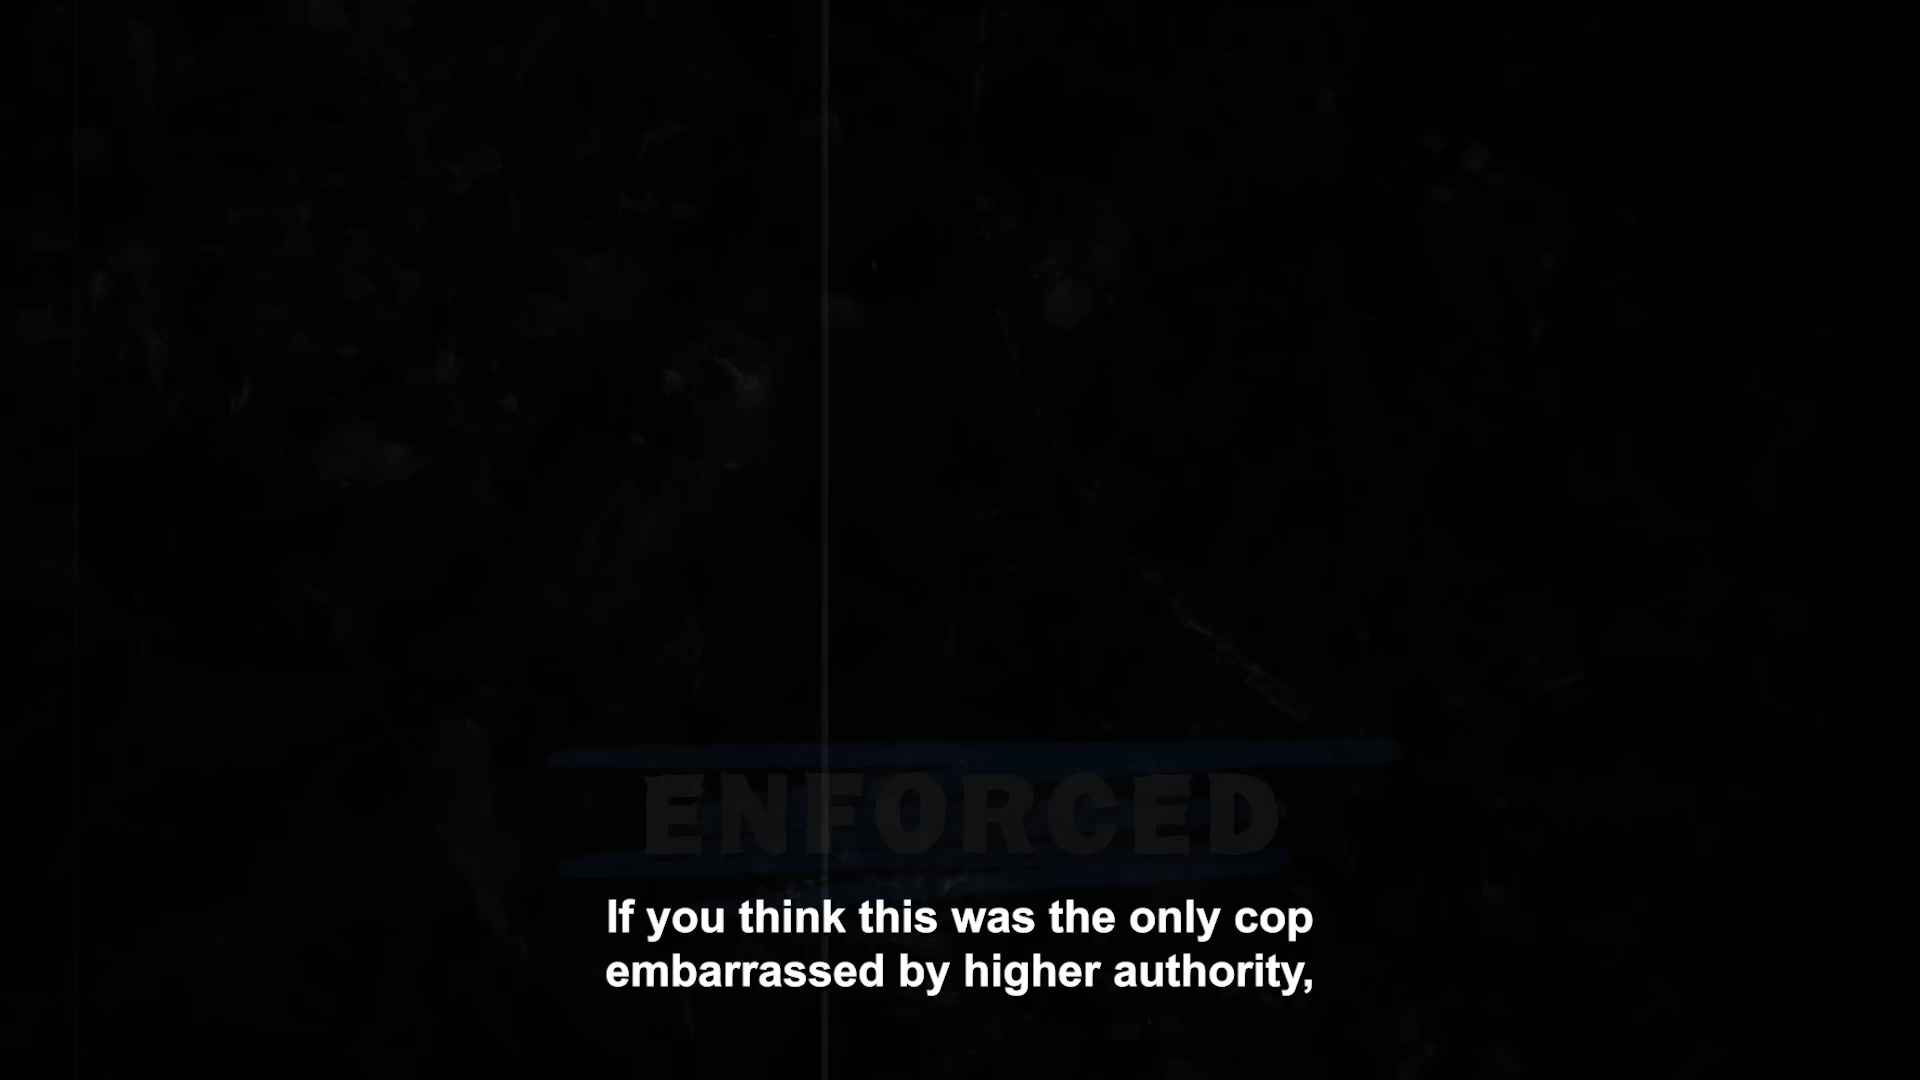 ENFORCED
If you think this was the only cop
embarrassed by higher authority,